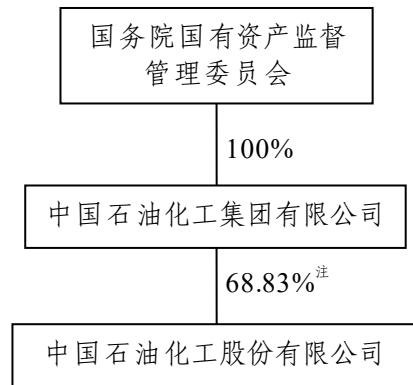 国务院国有资产监督
管理委员会
100%
中国石油化工集团有限公司
68.83%注
中国石油化工股份有限公司